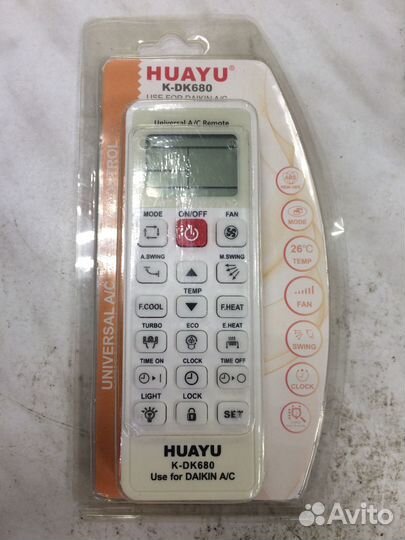 HUAYU®
K-DK680
USE FOR DAIKIN A/C
Universal A/C Remote
MODE ON/OFF FAN
A.SWING M.SWING
TEMP
F.COOL F.HEAT
TURBO ECO E.HEAT
TIME ON CLOCK TIME OFF
LIGHT LOCK
SET
HUAYU
K-DK680
Use for DAIKIN A/C
UNIVERSAL A/C
MODE
26°C
TEMP
FAN
SWING
CLOCK
Avito